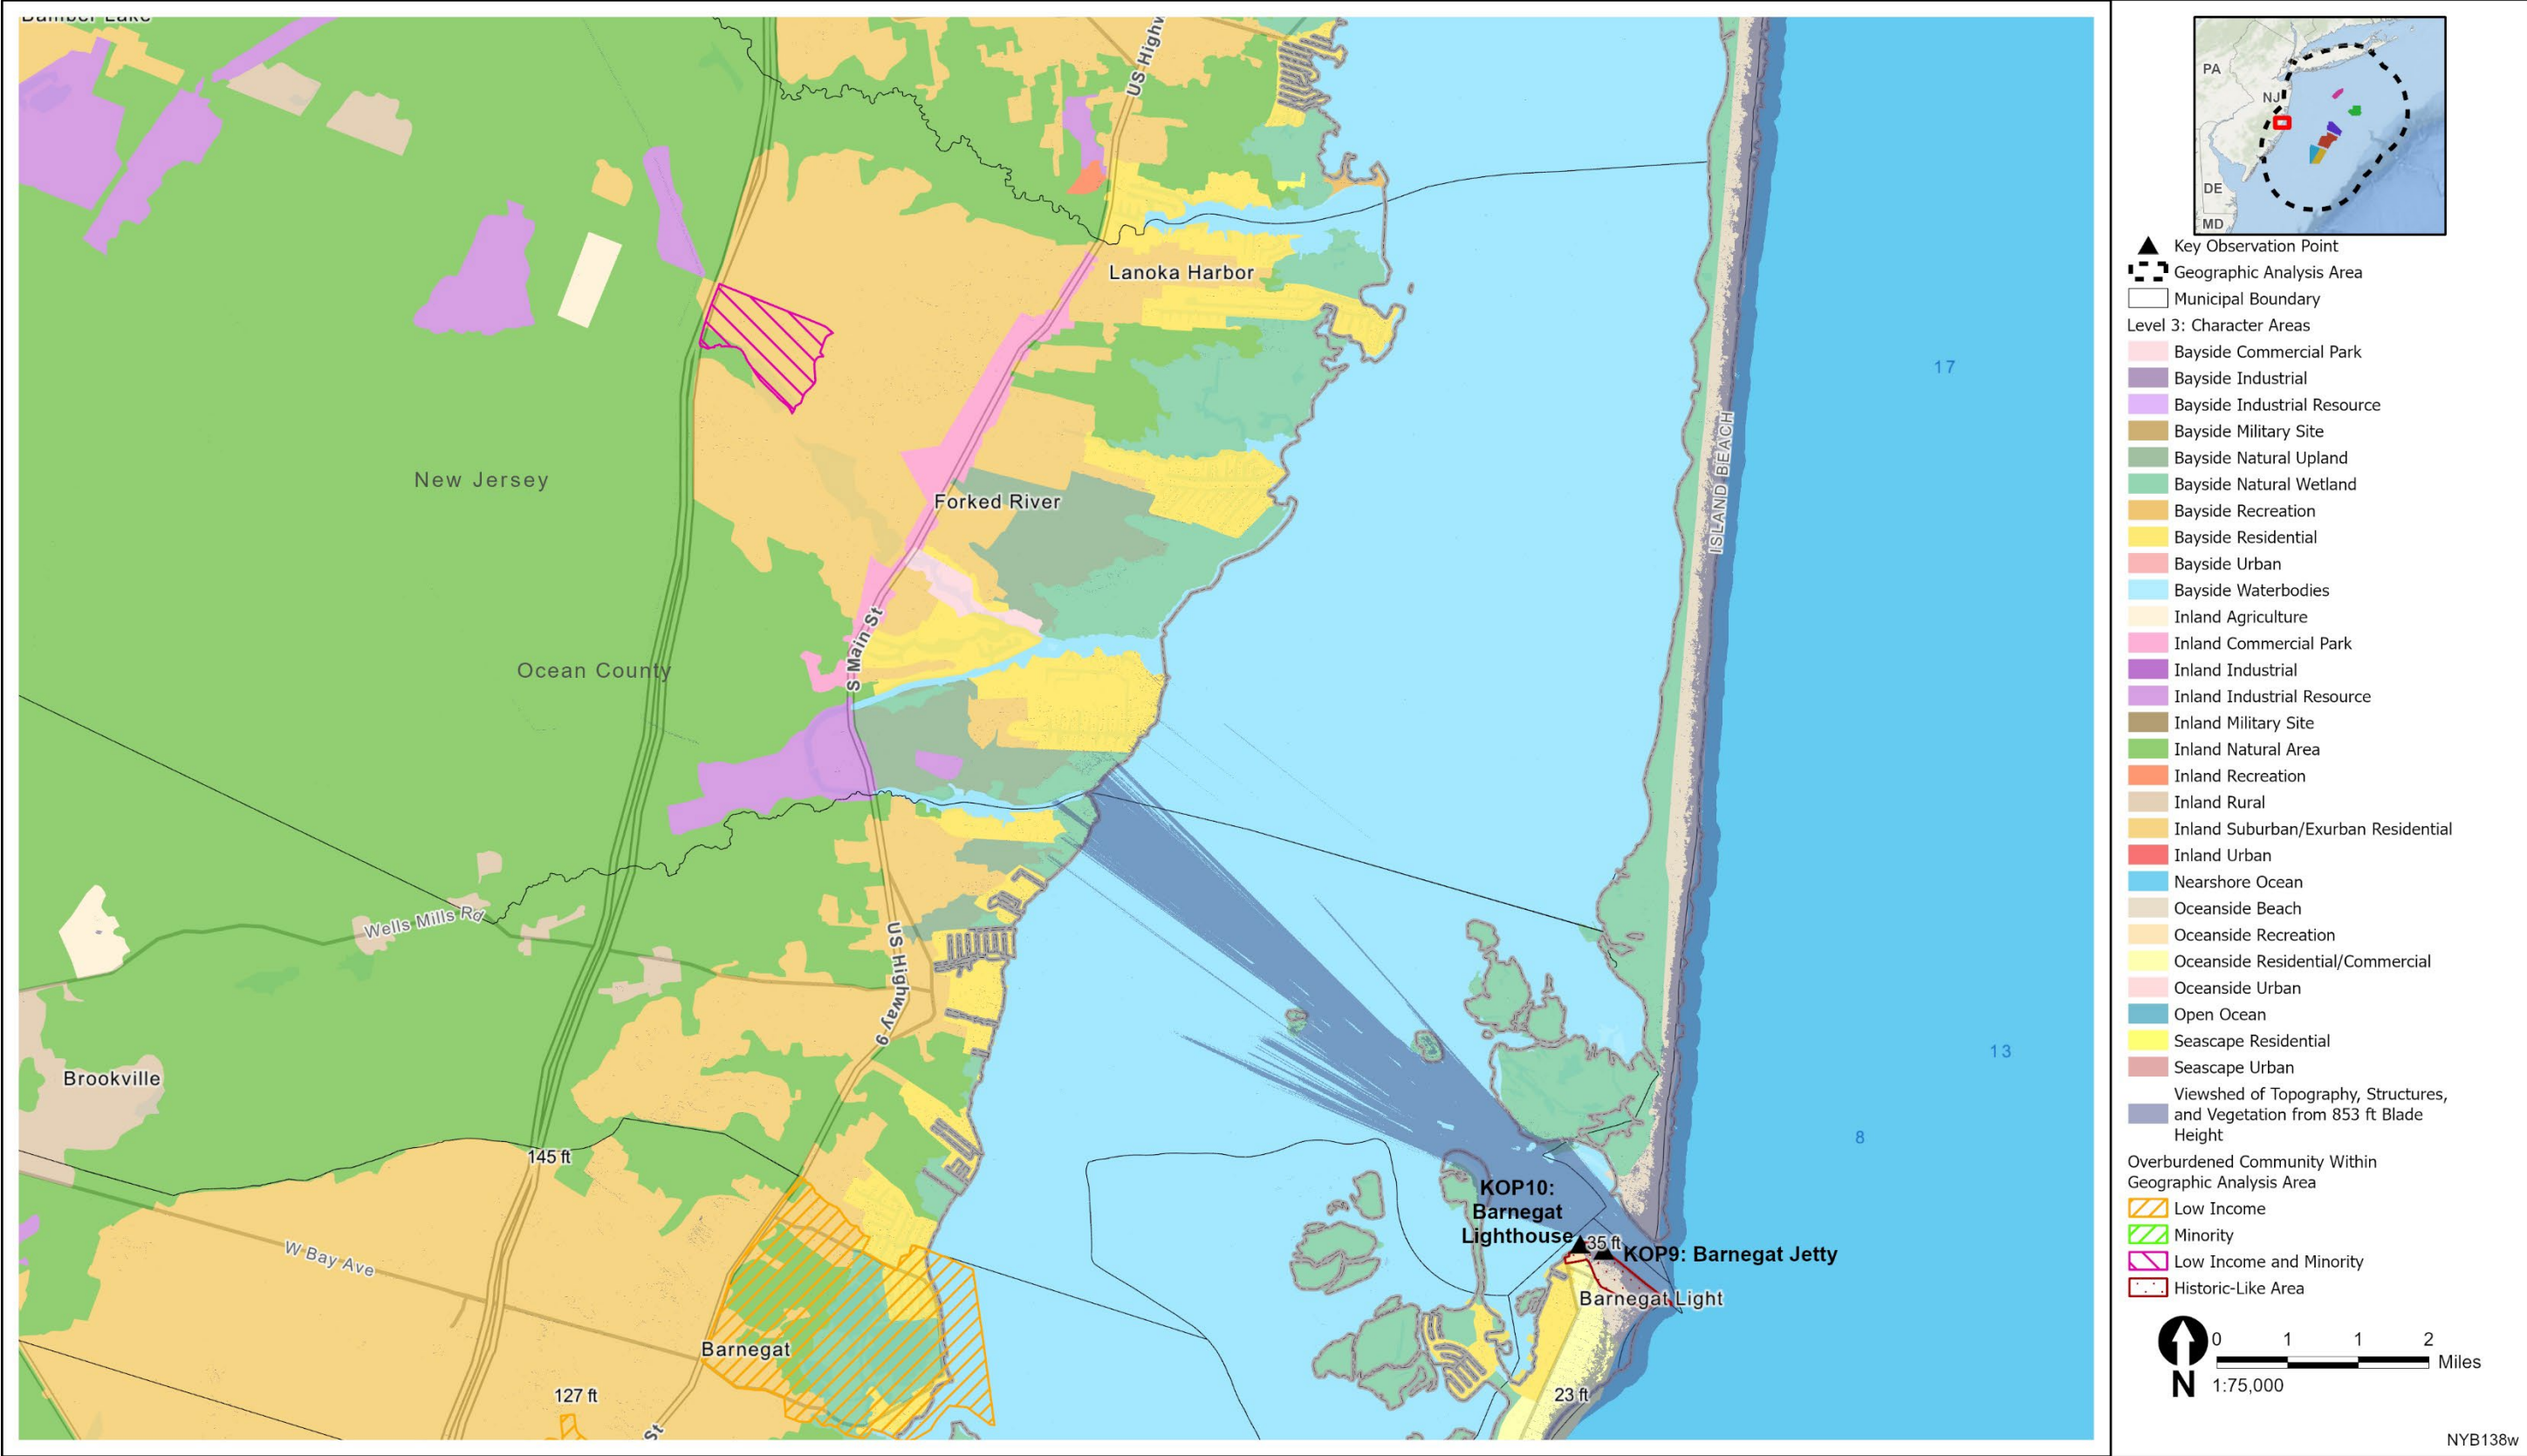 Bamber Lake
US Highw
Lanoka Harbor
17
New Jersey
ISLAND BEACH
Forked River
S Main St
Ocean County
Wells Mills Rd
US Highway 9
13
Brookville
8
145 ft
KOP10:
Barnegat
Lighthouse
35 ft
KOP9: Barnegat Jetty
W Bay Ave
Barnegat Light
Barnegat
127 ft
23 ft
St
PA
NJ
DE
MD
Key Observation Point
Geographic Analysis Area
Municipal Boundary
Level 3: Character Areas
Bayside Commercial Park
Bayside Industrial
Bayside Industrial Resource
Bayside Military Site
Bayside Natural Upland
Bayside Natural Wetland
Bayside Recreation
Bayside Residential
Bayside Urban
Bayside Waterbodies
Inland Agriculture
Inland Commercial Park
Inland Industrial
Inland Industrial Resource
Inland Military Site
Inland Natural Area
Inland Recreation
Inland Rural
Inland Suburban/Exurban Residential
Inland Urban
Nearshore Ocean
Oceanside Beach
Oceanside Recreation
Oceanside Residential/Commercial
Oceanside Urban
Open Ocean
Seascape Residential
Seascape Urban
Viewshed of Topography, Structures,
and Vegetation from 853 ft Blade
Height
Overburdened Community Within
Geographic Analysis Area
Low Income
Minority
Low Income and Minority
Historic-Like Area
0 1 1 2
Miles
N
1:75,000
NYB138w